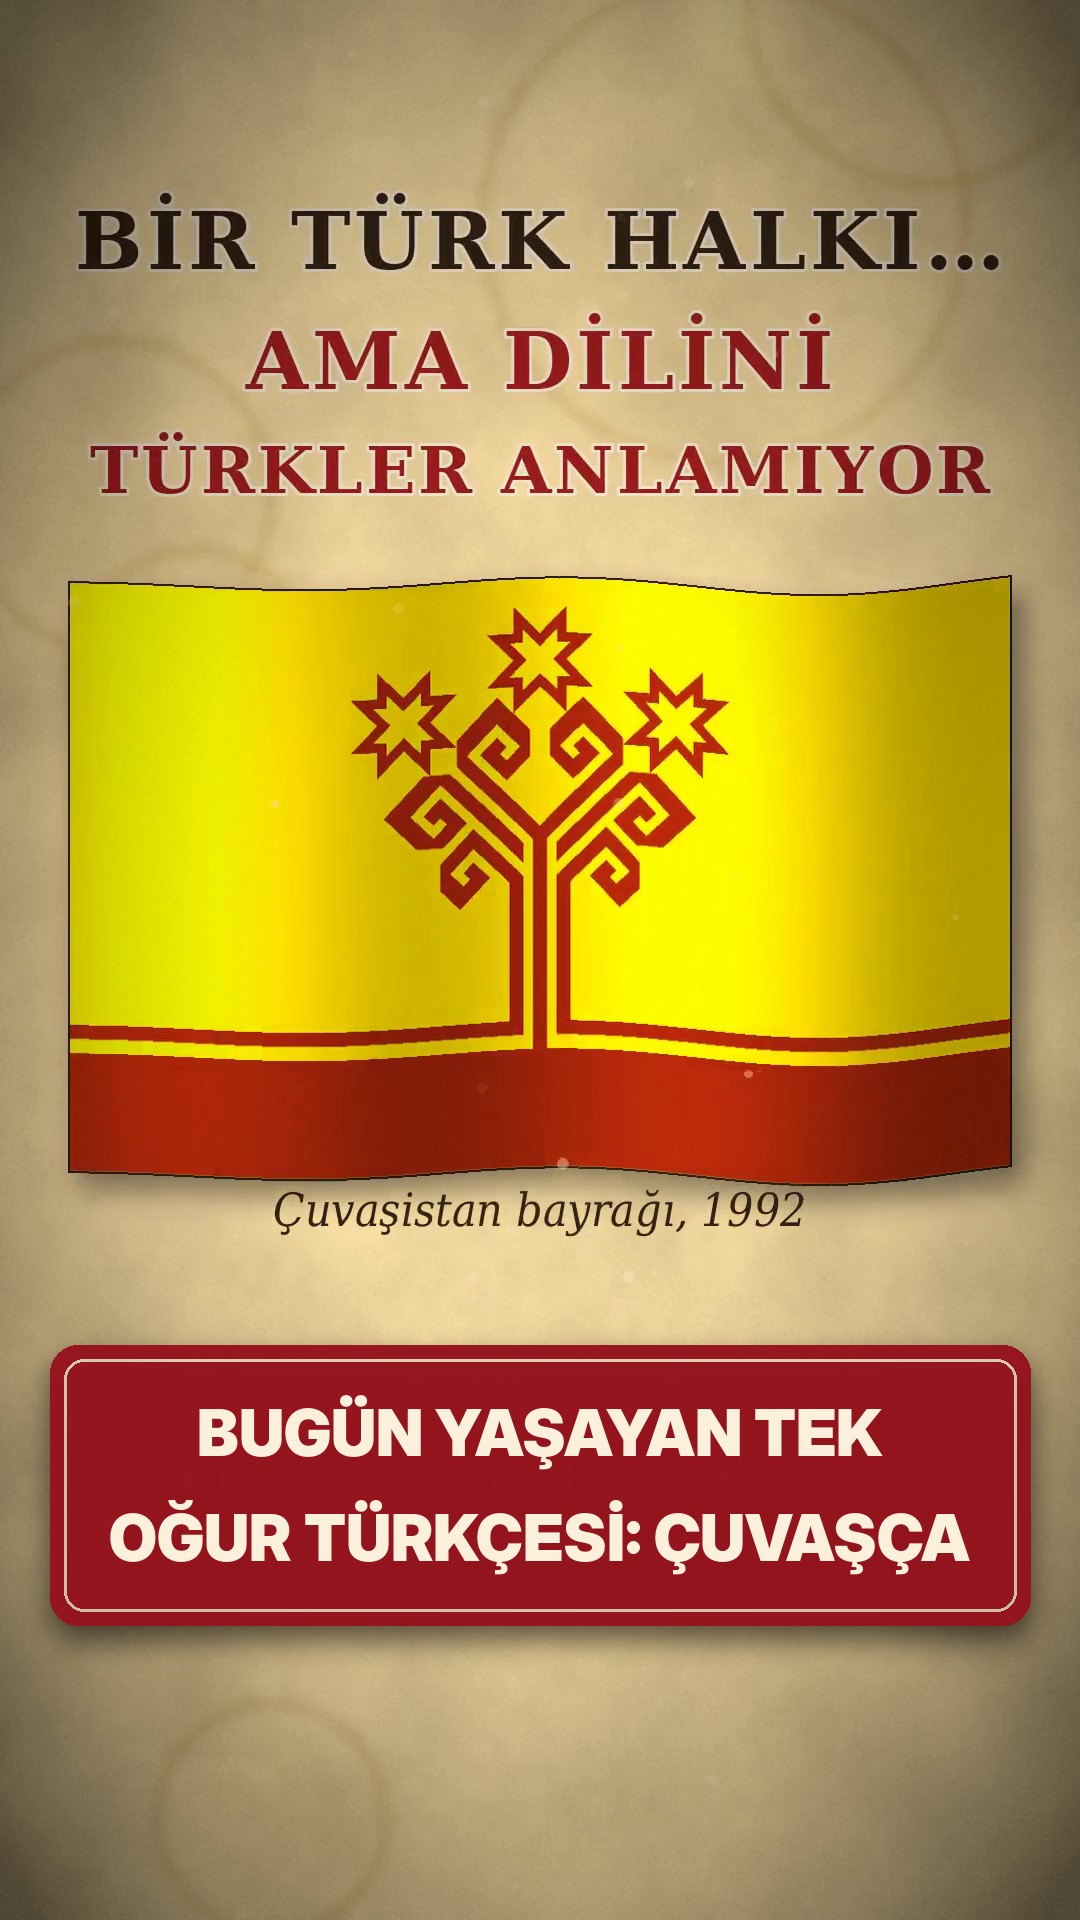 BİR TÜRK HALKI...
AMA DİLİNİ
TÜRKLER ANLAMIYOR
Çuvaşistan bayrağı, 1992
BUGÜN YAŞAYAN TEK
OĞUR TÜRKÇESİ: ÇUVAŞÇA